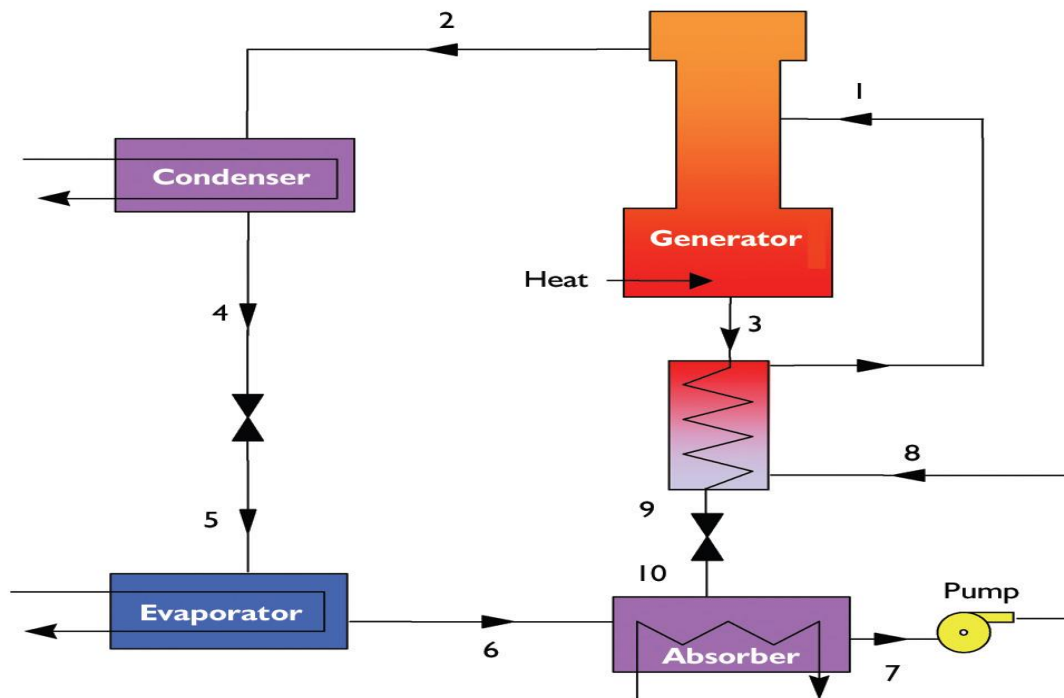 2
1
Condenser
Generator
Heat
3
4
8
9
5
10
Pump
Evaporator
6
Absorber
7